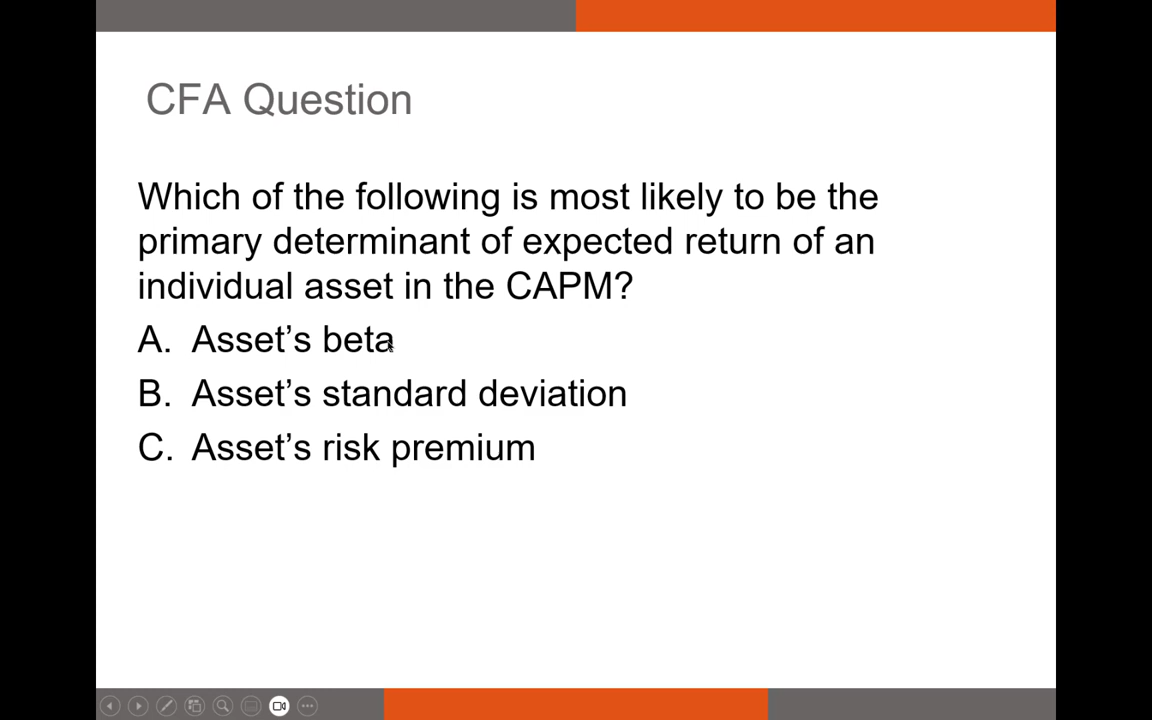 CFA Question
Which of the following is most likely to be the
primary determinant of expected return of an
individual asset in the CAPM?
A. Asset’s beta
B. Asset’s standard deviation
C. Asset’s risk premium